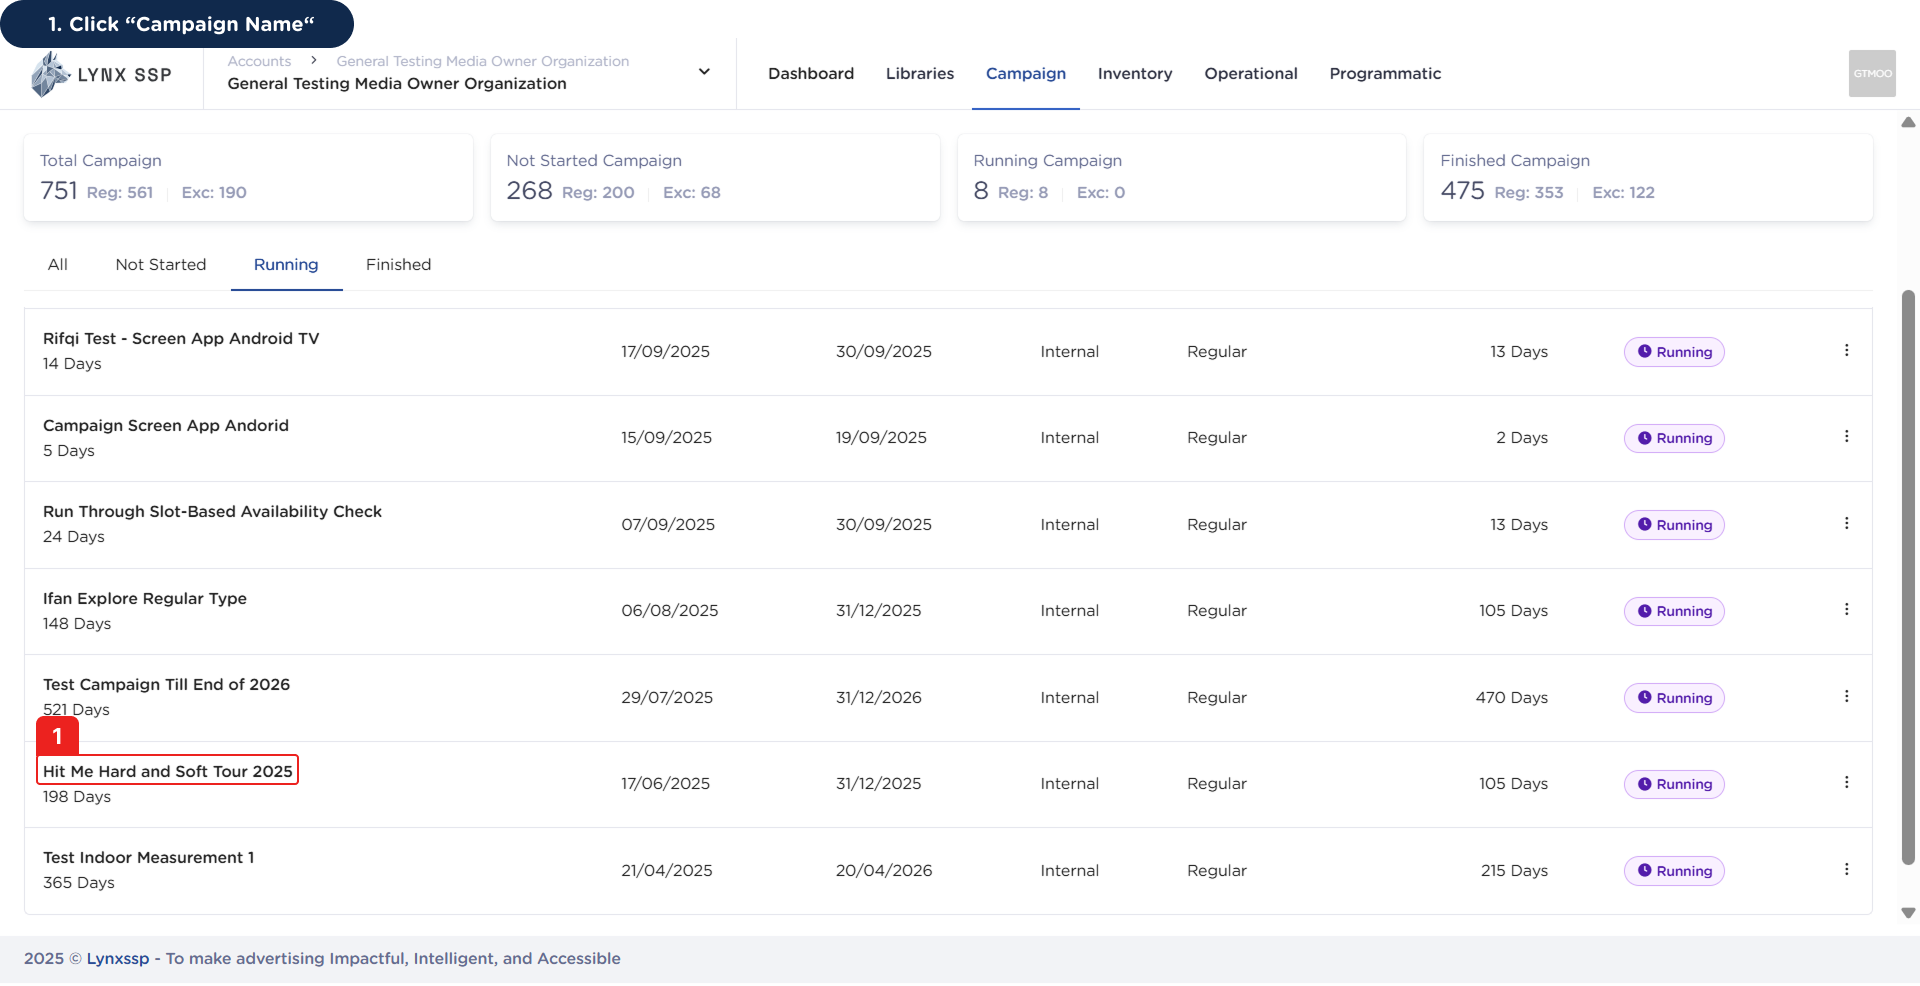 1. Click “Campaign Name“
LYNX SSP
Accounts > General Testing Media Owner Organization
General Testing Media Owner Organization
Dashboard Libraries Campaign Inventory Operational Programmatic
GTMOO
Total Campaign
751 Reg: 561 Exc: 190
Not Started Campaign
268 Reg: 200 Exc: 68
Running Campaign
8 Reg: 8 Exc: 0
Finished Campaign
475 Reg: 353 Exc: 122
All Not Started Running Finished
Rifqi Test - Screen App Android TV
14 Days
17/09/2025 30/09/2025 Internal Regular 13 Days Running
Campaign Screen App Andorid
5 Days
15/09/2025 19/09/2025 Internal Regular 2 Days Running
Run Through Slot-Based Availability Check
24 Days
07/09/2025 30/09/2025 Internal Regular 13 Days Running
Ifan Explore Regular Type
148 Days
06/08/2025 31/12/2025 Internal Regular 105 Days Running
Test Campaign Till End of 2026
521 Days
29/07/2025 31/12/2026 Internal Regular 470 Days Running
1
Hit Me Hard and Soft Tour 2025
198 Days
17/06/2025 31/12/2025 Internal Regular 105 Days Running
Test Indoor Measurement 1
365 Days
21/04/2025 20/04/2026 Internal Regular 215 Days Running
2025 © Lynxssp - To make advertising Impactful, Intelligent, and Accessible